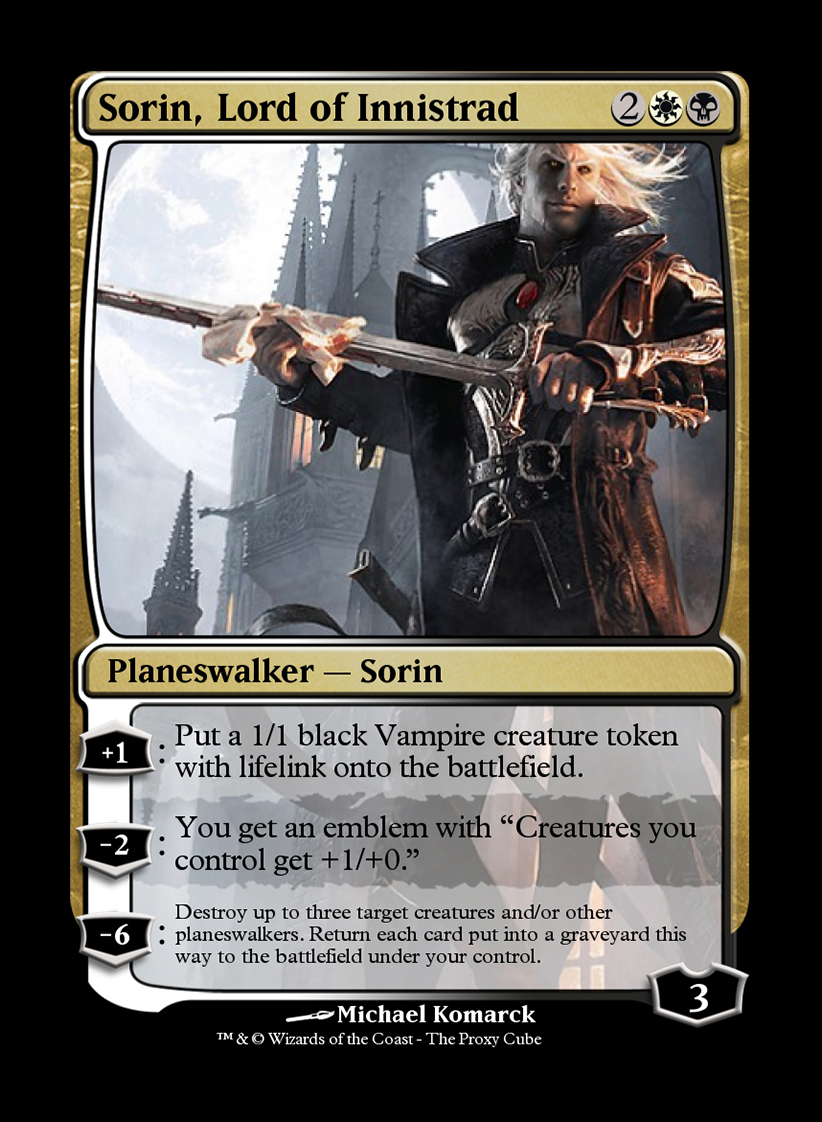 Sorin, Lord of Innistrad 2
Planeswalker — Sorin
+1 : Put a 1/1 black Vampire creature token
with lifelink onto the battlefield.
-2 : You get an emblem with “Creatures you
control get +1/+0.”
Destroy up to three target creatures and/or other
-6 : planeswalkers. Return each card put into a graveyard this
way to the battlefield under your control.
3
Michael Komarck
™ & © Wizards of the Coast - The Proxy Cube